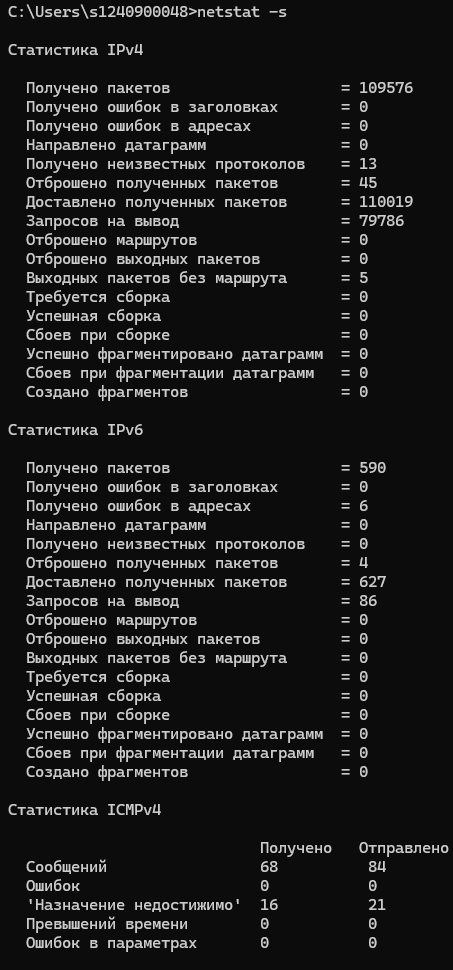 C:\Users\s1240900048>netstat -s
Статистика IPv4
Получено пакетов = 109576
Получено ошибок в заголовках = 0
Получено ошибок в адресах = 0
Направлено датаграмм = 0
Получено неизвестных протоколов = 13
Отброшено полученных пакетов = 45
Доставлено полученных пакетов = 110019
Запросов на вывод = 79786
Отброшено маршрутов = 0
Отброшено выходных пакетов = 0
Выходных пакетов без маршрута = 5
Требуется сборка = 0
Успешная сборка = 0
Сбоев при сборке = 0
Успешно фрагментировано датаграмм = 0
Сбоев при фрагментации датаграмм = 0
Создано фрагментов = 0
Статистика IPv6
Получено пакетов = 590
Получено ошибок в заголовках = 0
Получено ошибок в адресах = 6
Направлено датаграмм = 0
Получено неизвестных протоколов = 0
Отброшено полученных пакетов = 4
Доставлено полученных пакетов = 627
Запросов на вывод = 86
Отброшено маршрутов = 0
Отброшено выходных пакетов = 0
Выходных пакетов без маршрута = 0
Требуется сборка = 0
Успешная сборка = 0
Сбоев при сборке = 0
Успешно фрагментировано датаграмм = 0
Сбоев при фрагментации датаграмм = 0
Создано фрагментов = 0
Статистика ICMPv4
Получено Отправлено
Сообщений 68 84
Ошибок 0 0
'Назначение недостижимо' 16 21
Превышений времени 0 0
Ошибок в параметрах 0 0